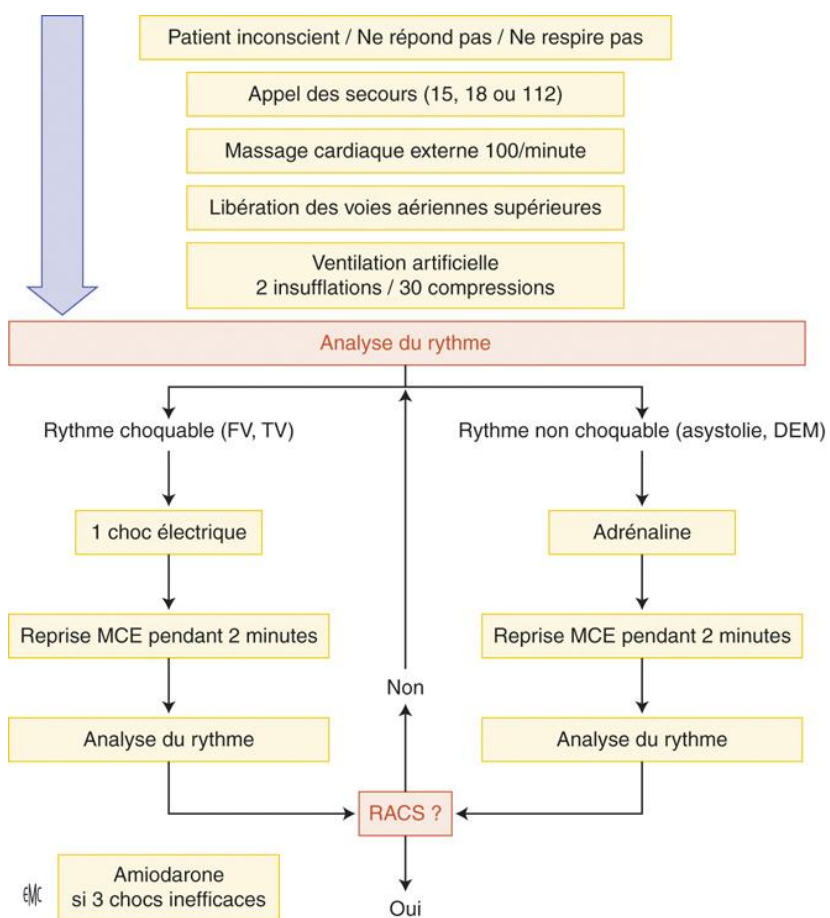 Patient inconscient / Ne répond pas / Ne respire pas
Appel des secours (15, 18 ou 112)
Massage cardiaque externe 100/minute
Libération des voies aériennes supérieures
Ventilation artificielle
2 insufflations / 30 compressions
Analyse du rythme
Rythme choquable (FV, TV)
Rythme non choquable (asystolie, DEM)
1 choc électrique
Adrénaline
Reprise MCE pendant 2 minutes
Reprise MCE pendant 2 minutes
Non
Analyse du rythme
Analyse du rythme
RACS ?
Amiodarone
si 3 chocs inefficaces
EMC
Oui